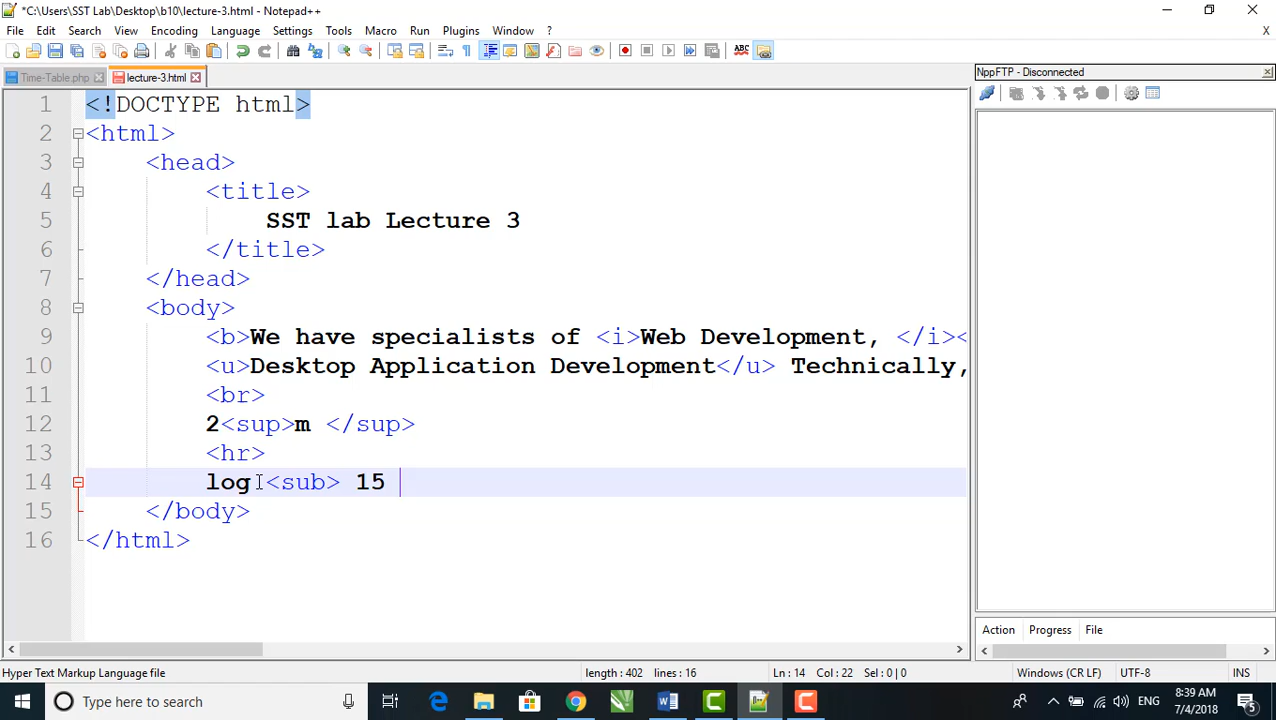 *C:\Users\SST Lab\Desktop\b10\lecture-3.html - Notepad++
File Edit Search View Encoding Language Settings Tools Macro Run Plugins Window ? X
Time-Table.php lecture-3.html
NppFTP - Disconnected
1 <!DOCTYPE html>
2 <html>
3 <head>
4 <title>
5 SST lab Lecture 3
6 </title>
7 </head>
8 <body>
9 <b>We have specialists of <i>Web Development, </i><
10 <u>Desktop Application Development</u> Technically,
11 <br>
12 2<sup>m </sup>
13 <hr>
14 log <sub> 15
15 </body>
16 </html>
Action Progress File
Hyper Text Markup Language file length : 402 lines : 16 Ln : 14 Col : 22 Sel : 0 | 0 Windows (CR LF) UTF-8 INS
Type here to search
ENG
8:39 AM
7/4/2018
5